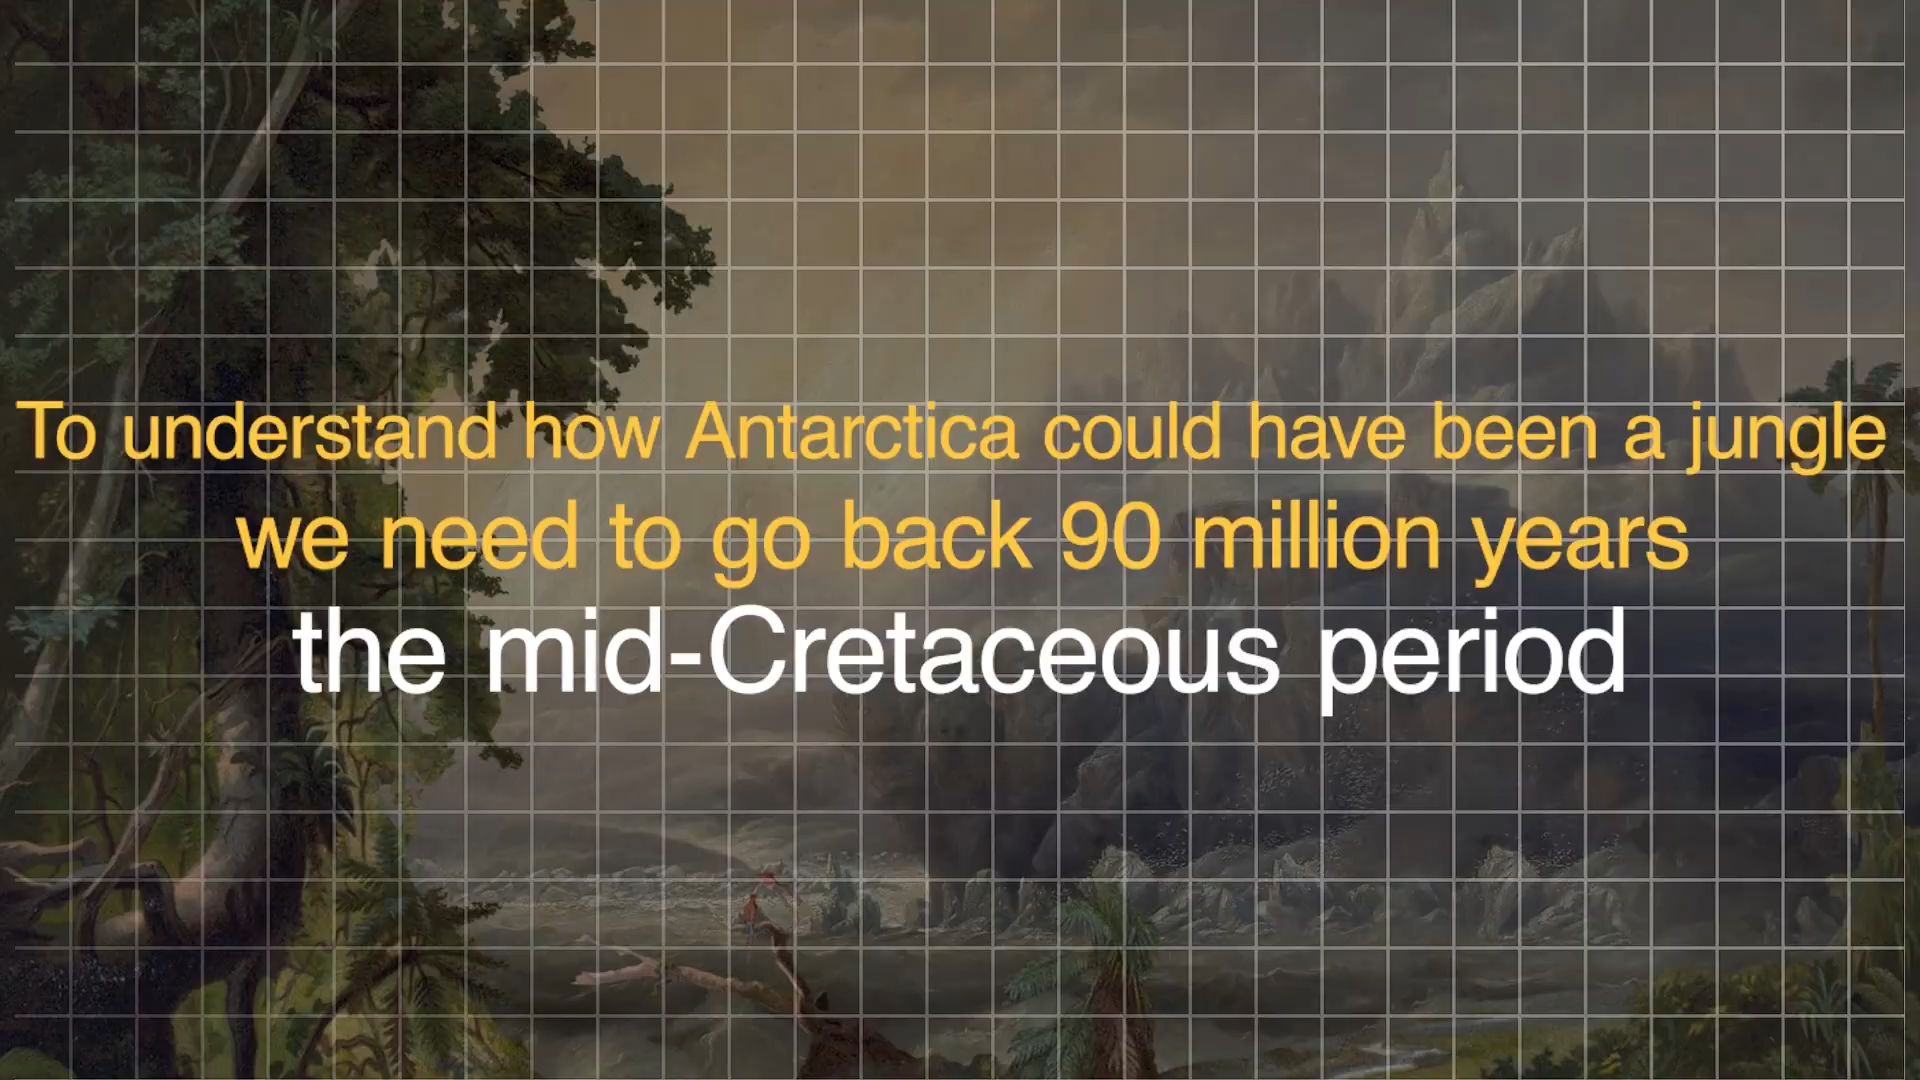 To understand how Antarctica could have been a jungle
we need to go back 90 million years
the mid-Cretaceous period